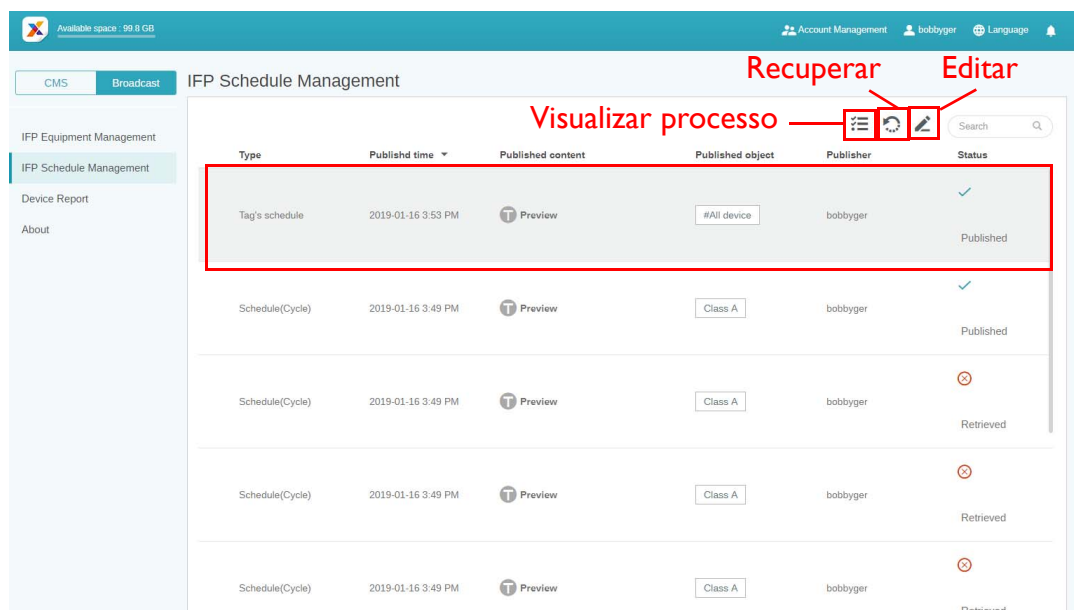 Available space : 99.8 GB
Account Management bobbyger Language
CMS Broadcast
IFP Schedule Management
Recuperar Editar
Visualizar processo
Search
IFP Equipment Management
IFP Schedule Management
Device Report
About
Type Publishd time Published content Published object Publisher Status
Tag's schedule 2019-01-16 3:53 PM T Preview #All device bobbyger Published
Schedule(Cycle) 2019-01-16 3:49 PM T Preview Class A bobbyger Published
Schedule(Cycle) 2019-01-16 3:49 PM T Preview Class A bobbyger Retrieved
Schedule(Cycle) 2019-01-16 3:49 PM T Preview Class A bobbyger Retrieved
Schedule(Cycle) 2019-01-16 3:49 PM T Preview Class A bobbyger